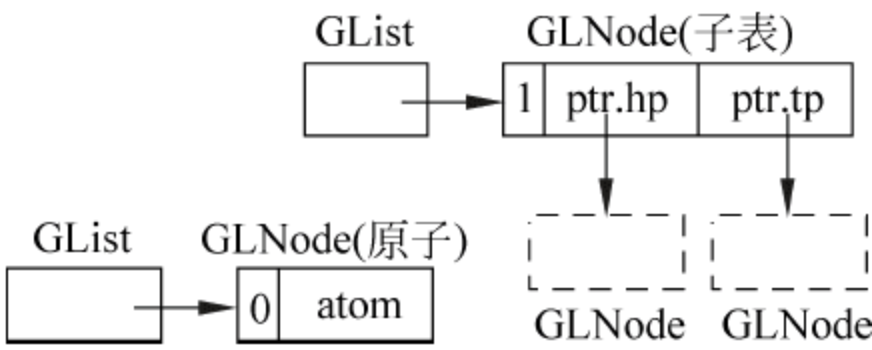 GList GLNode(子表)
1 ptr.hp ptr.tp
GList GLNode(原子)
0 atom
GLNode GLNode